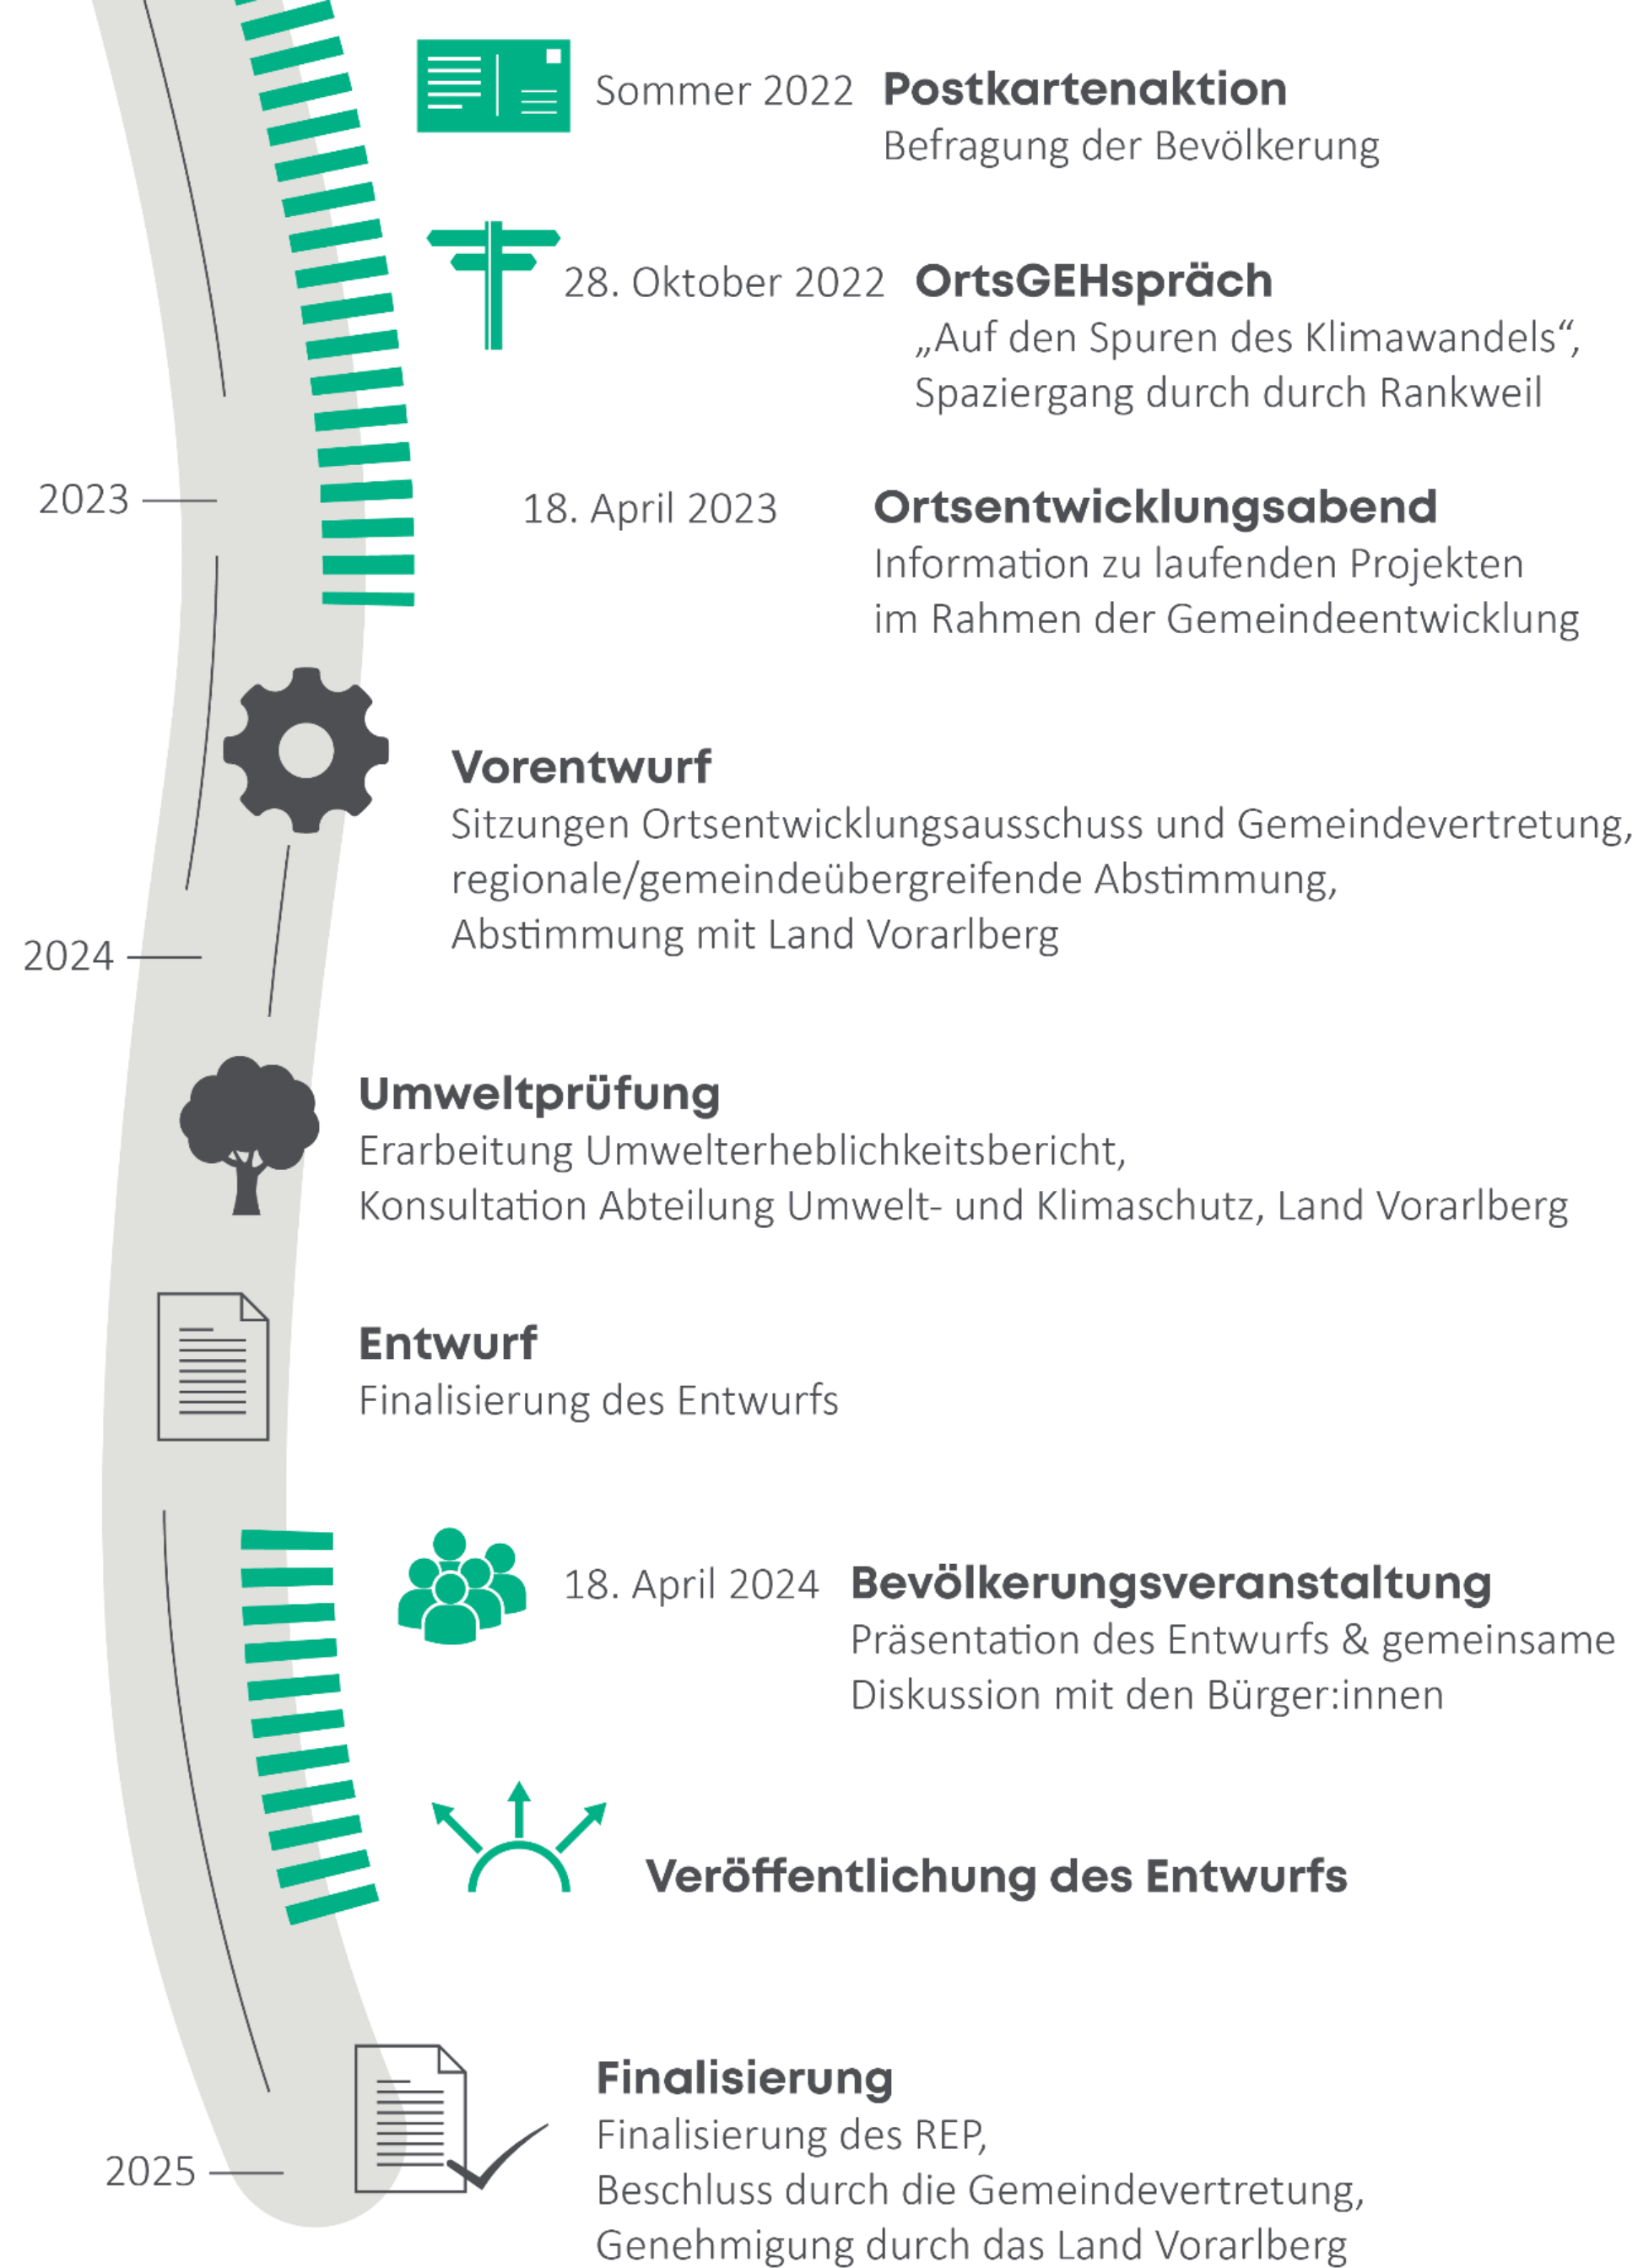 Sommer 2022 Postkartenaktion
Befragung der Bevölkerung
28. Oktober 2022 OrtsGEHspräch
„Auf den Spuren des Klimawandels“,
Spaziergang durch durch Rankweil
2023
18. April 2023 Ortsentwicklungsabend
Information zu laufenden Projekten
im Rahmen der Gemeindeentwicklung
Vorentwurf
Sitzungen Ortsentwicklungsausschuss und Gemeindevertretung,
regionale/gemeindeübergreifende Abstimmung,
Abstimmung mit Land Vorarlberg
2024
Umweltprüfung
Erarbeitung Umwelterheblichkeitsbericht,
Konsultation Abteilung Umwelt- und Klimaschutz, Land Vorarlberg
Entwurf
Finalisierung des Entwurfs
18. April 2024 Bevölkerungsveranstaltung
Präsentation des Entwurfs & gemeinsame
Diskussion mit den Bürger:innen
Veröffentlichung des Entwurfs
Finalisierung
Finalisierung des REP,
2025
Beschluss durch die Gemeindevertretung,
Genehmigung durch das Land Vorarlberg